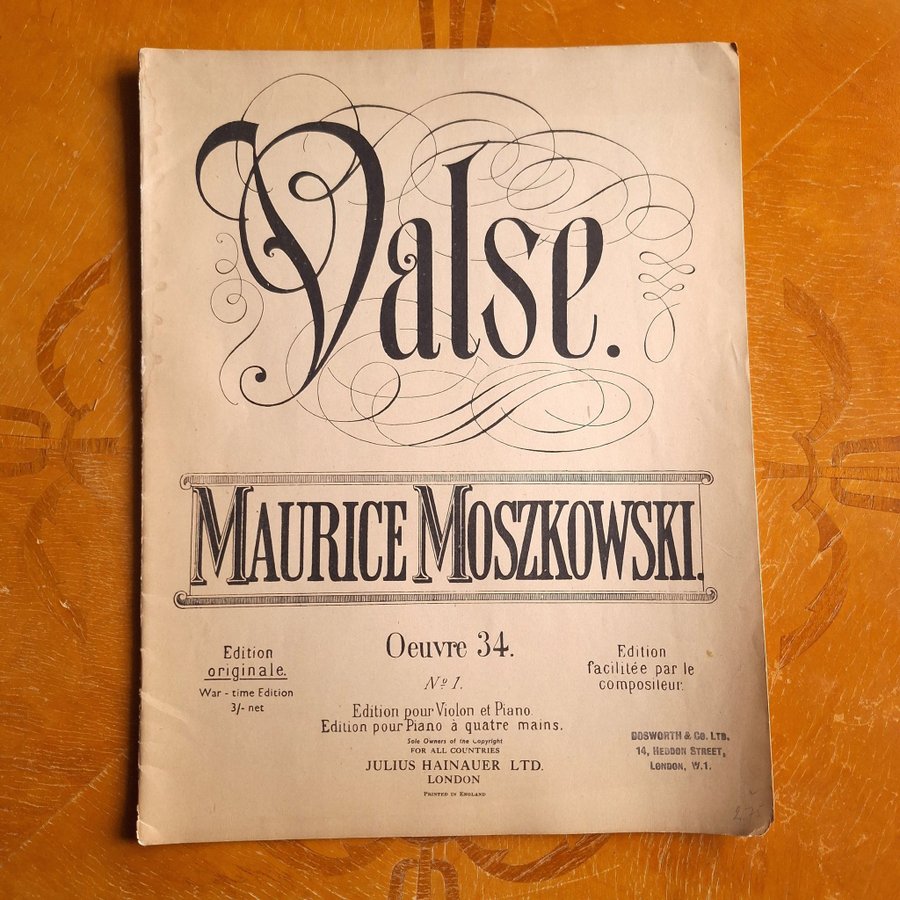 Valse.
MAURICE MOSZKOWSKI.
Oeuvre 34.
No 1.
Edition
originale.
War - time Edition
3/- net
Edition
facilitée par le
compositeur.
Edition pour Violon et Piano.
Edition pour Piano à quatre mains.
Sole Owners of the Copyright
FOR ALL COUNTRIES
JULIUS HAINAUER LTD.
LONDON
PRINTED IN ENGLAND
BOSWORTH & CO. LTD.
14, HEDDON STREET,
LONDON, W.1.